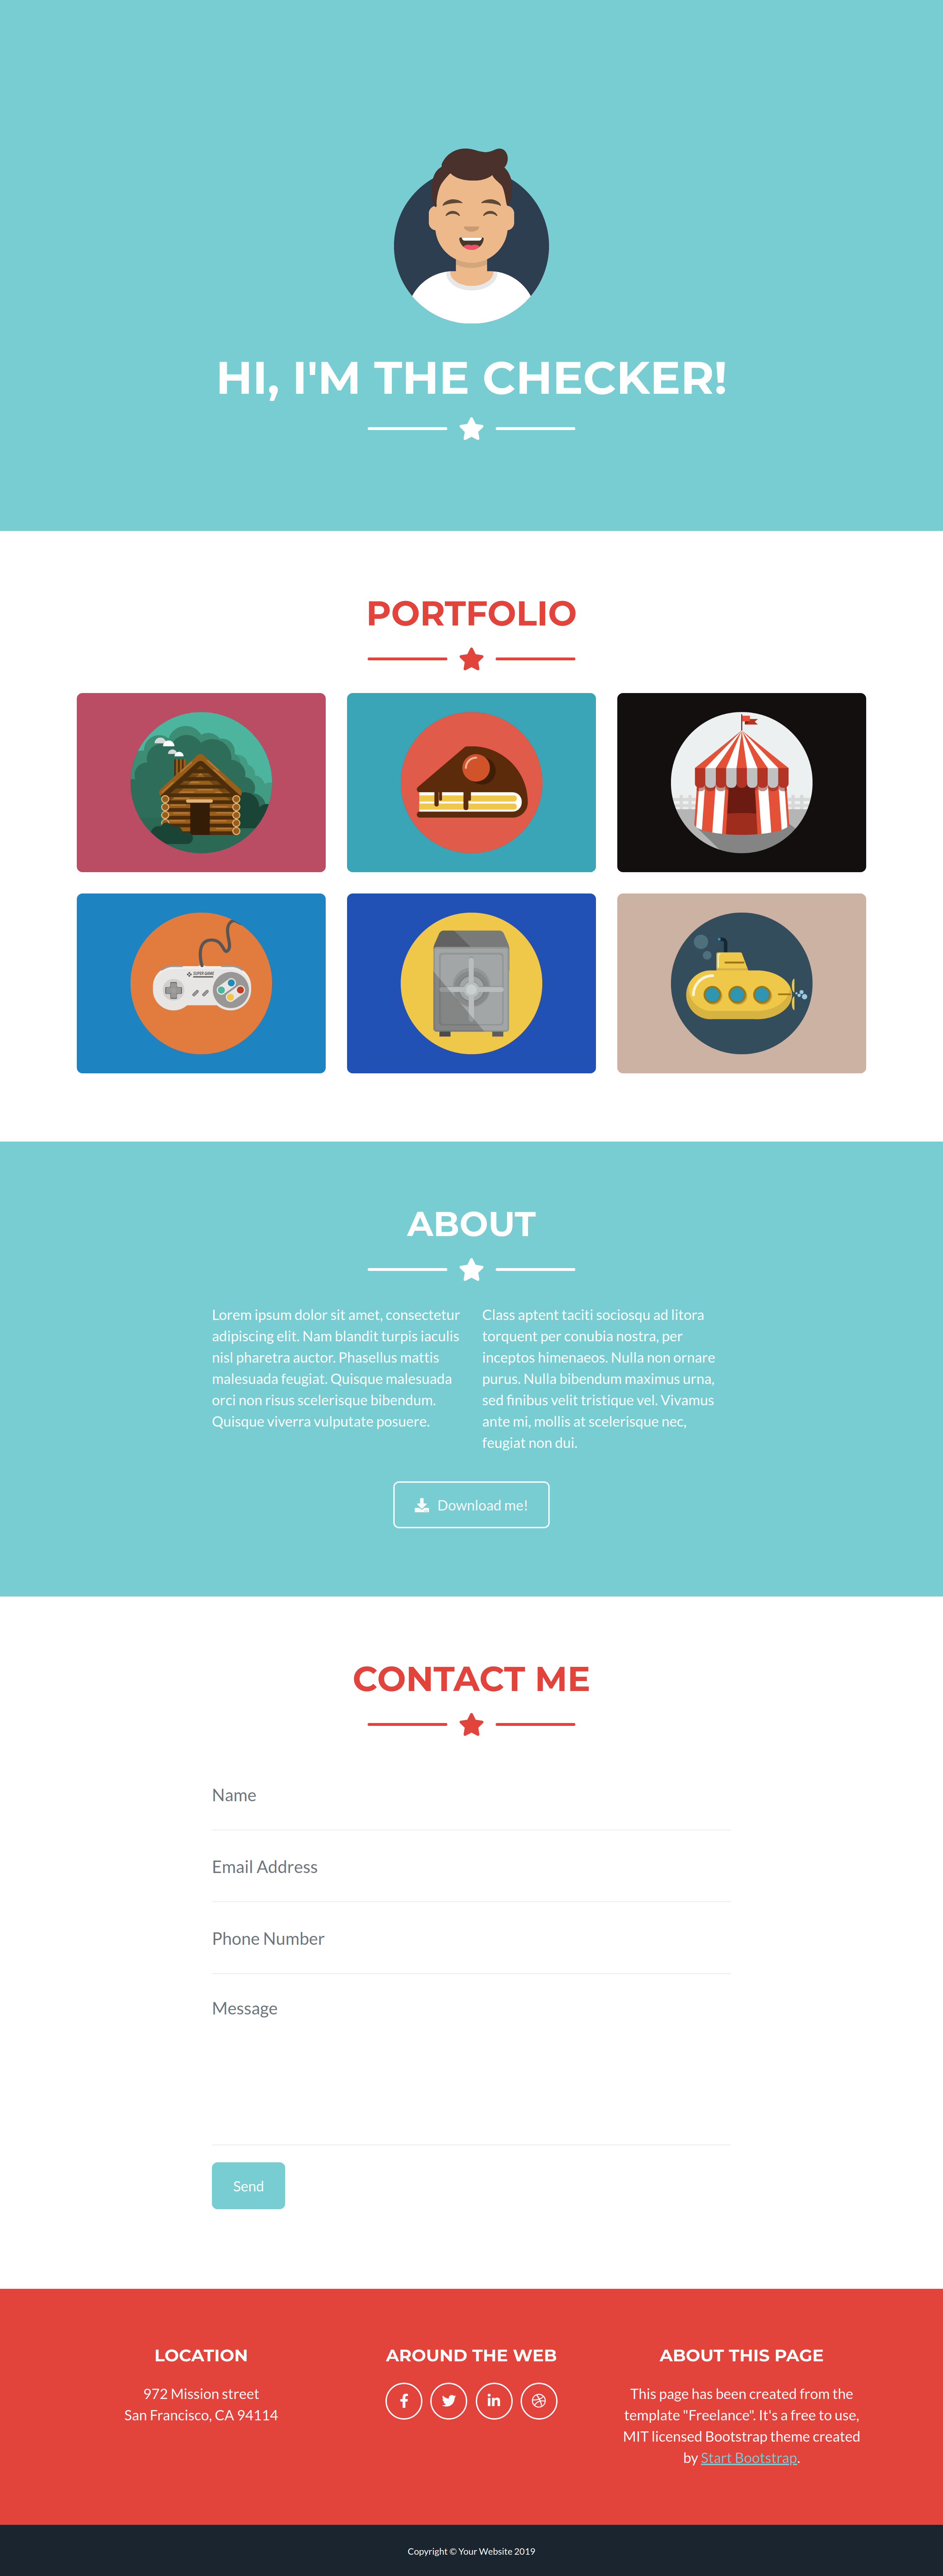 HI, I'M THE CHECKER!
PORTFOLIO
SUPER GAME
ABOUT
Lorem ipsum dolor sit amet, consectetur
adipiscing elit. Nam blandit turpis iaculis
nisl pharetra auctor. Phasellus mattis
malesuada feugiat. Quisque malesuada
orci non risus scelerisque bibendum.
Quisque viverra vulputate posuere.
Class aptent taciti sociosqu ad litora
torquent per conubia nostra, per
inceptos himenaeos. Nulla non ornare
purus. Nulla bibendum maximus urna,
sed finibus velit tristique vel. Vivamus
ante mi, mollis at scelerisque nec,
feugiat non dui.
Download me!
CONTACT ME
Name
Email Address
Phone Number
Message
Send
LOCATION
972 Mission street
San Francisco, CA 94114
AROUND THE WEB
ABOUT THIS PAGE
This page has been created from the
template "Freelance". It's a free to use,
MIT licensed Bootstrap theme created
by Start Bootstrap.
Copyright © Your Website 2019